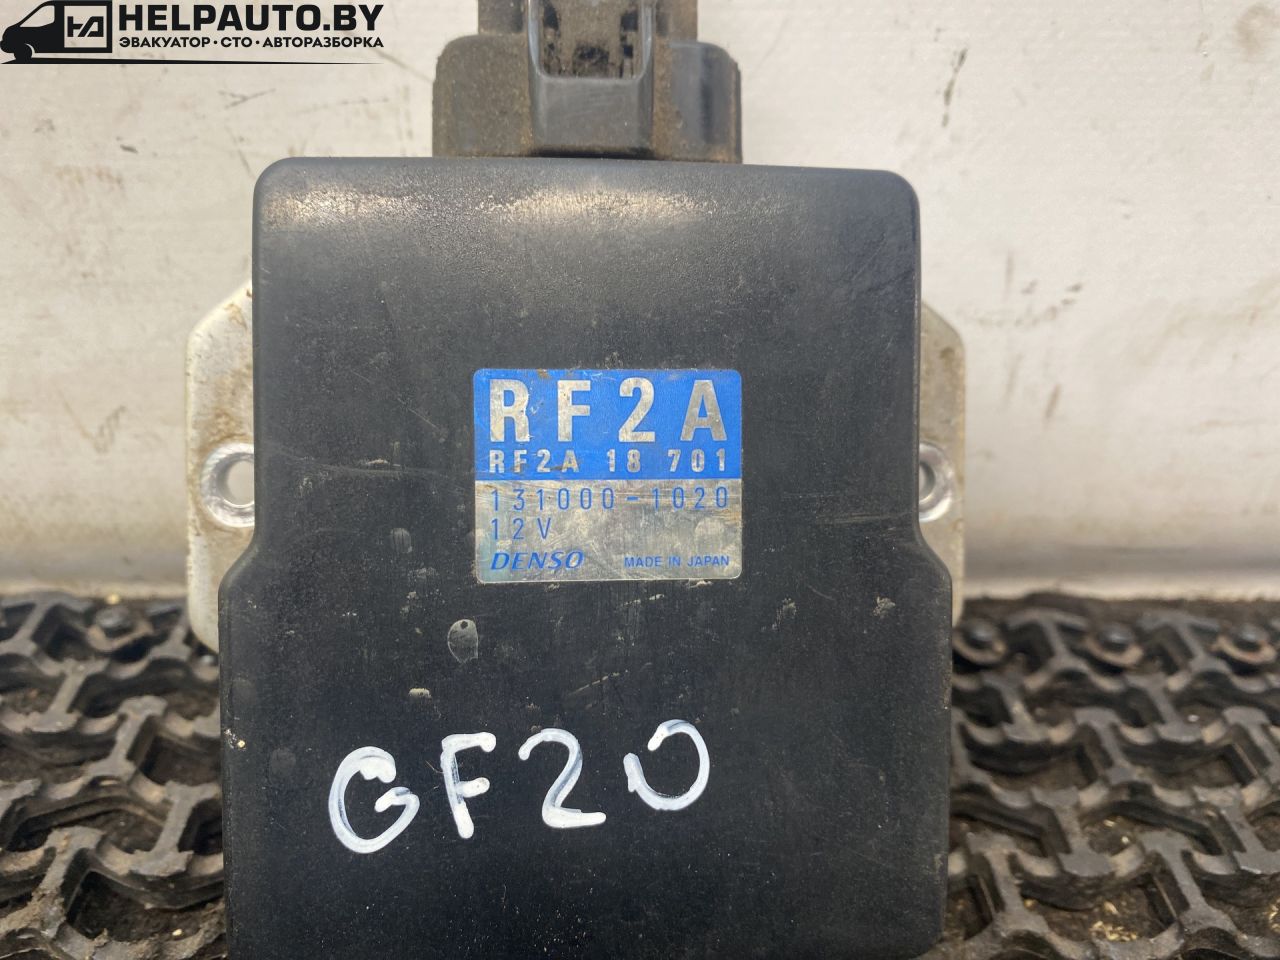 HELPAUTO.BY
ЭВАКУАТОР·СТО·АВТОРАЗБОРКА
RF2A
RF2A 18 701
131000-1020
12V
DENSO MADE IN JAPAN
GF20